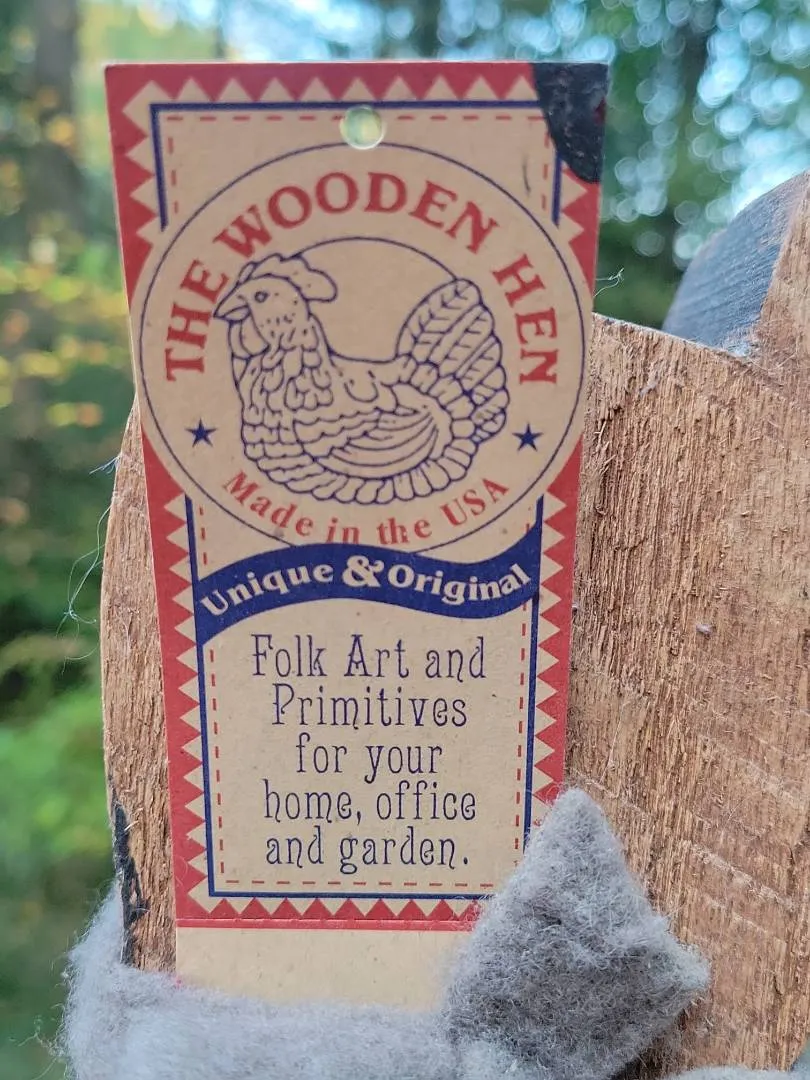 THE WOODEN HEN
Made in the USA
Unique & Original
Folk Art and
Primitives
for your
home, office
and garden.